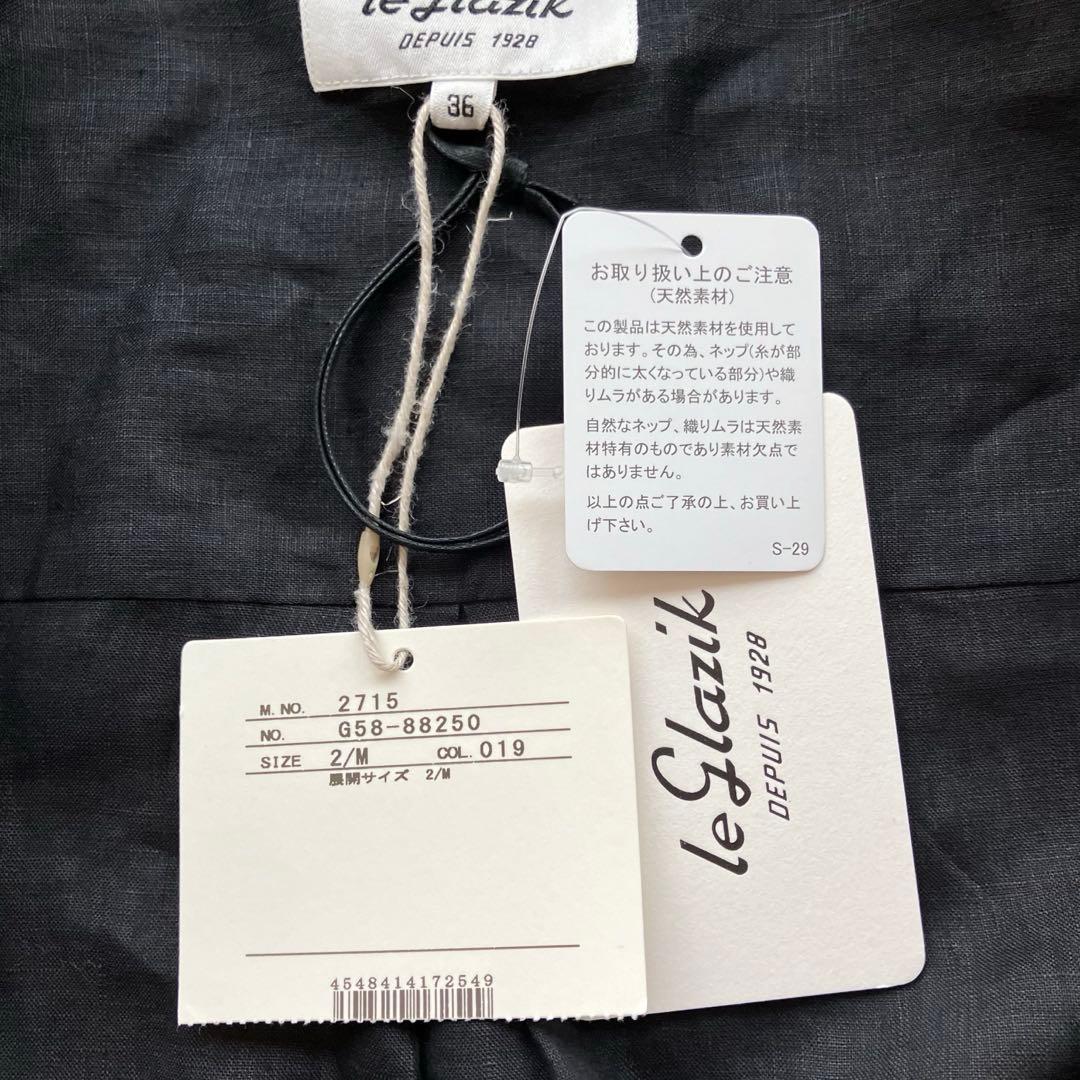 le Glazik
DEPUIS 1928
36
お取り扱い上のご注意
(天然素材)
この製品は天然素材を使用して
おります。その為、ネップ(糸が部
分的に太くなっている部分)や織
りムラがある場合があります。
自然なネップ、織りムラは天然素
材特有のものであり素材欠点で
はありません。
以上の点ご了承の上、お買い上
げ下さい。
S-29
le Glazik
DEPUIS 1928
M. NO. 2715
NO. G58-88250
SIZE 2/M COL. 019
展開サイズ 2/M
4548414172549